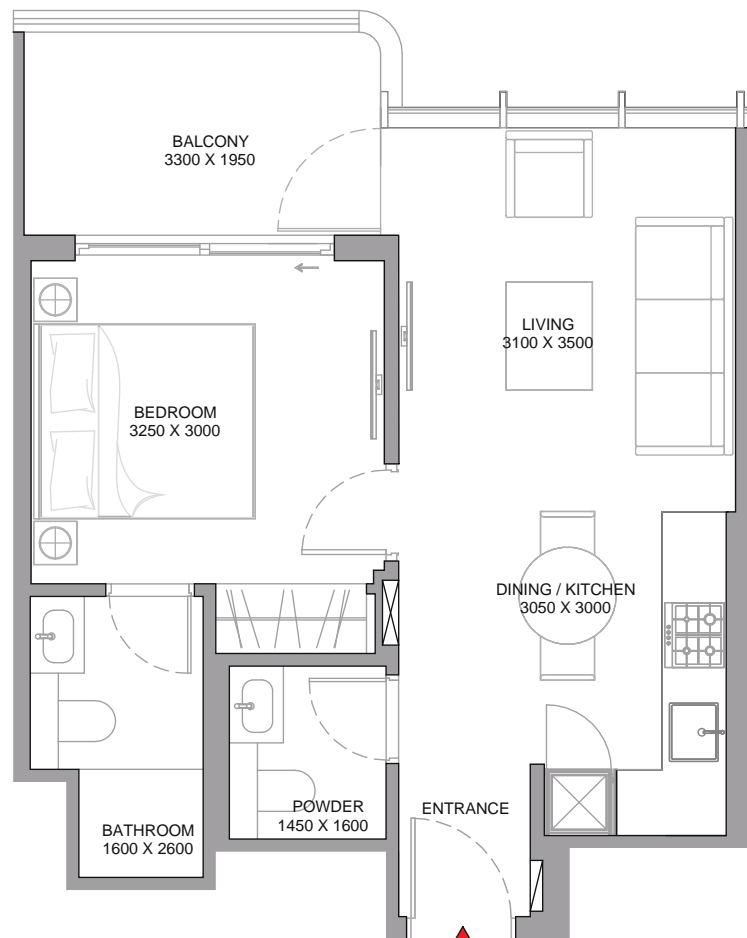 BALCONY
3300 X 1950
LIVING
3100 X 3500
BEDROOM
3250 X 3000
DINING / KITCHEN
3050 X 3000
POWDER
1450 X 1600
ENTRANCE
BATHROOM
1600 X 2600